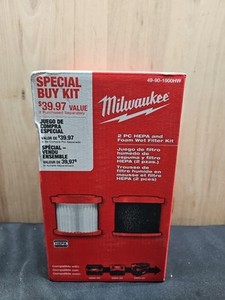 SPECIAL
BUY KIT
$39.97 VALUE
JUEGO DE
COMPRA
ESPECIAL
VALOR DE $39.97
SPÉCIAL -
VENDU
ENSEMBLE
VALEUR DE 39,97$
49-90-1900HW
Milwaukee
2 PC HEPA and
Foam Wet Filter Kit
Juego de filtro
húmedo de
espuma y filtro
HEPA (2 pzas.)
Trousse de
filtre humide en
mousse et filtre
HEPA (2 pces)